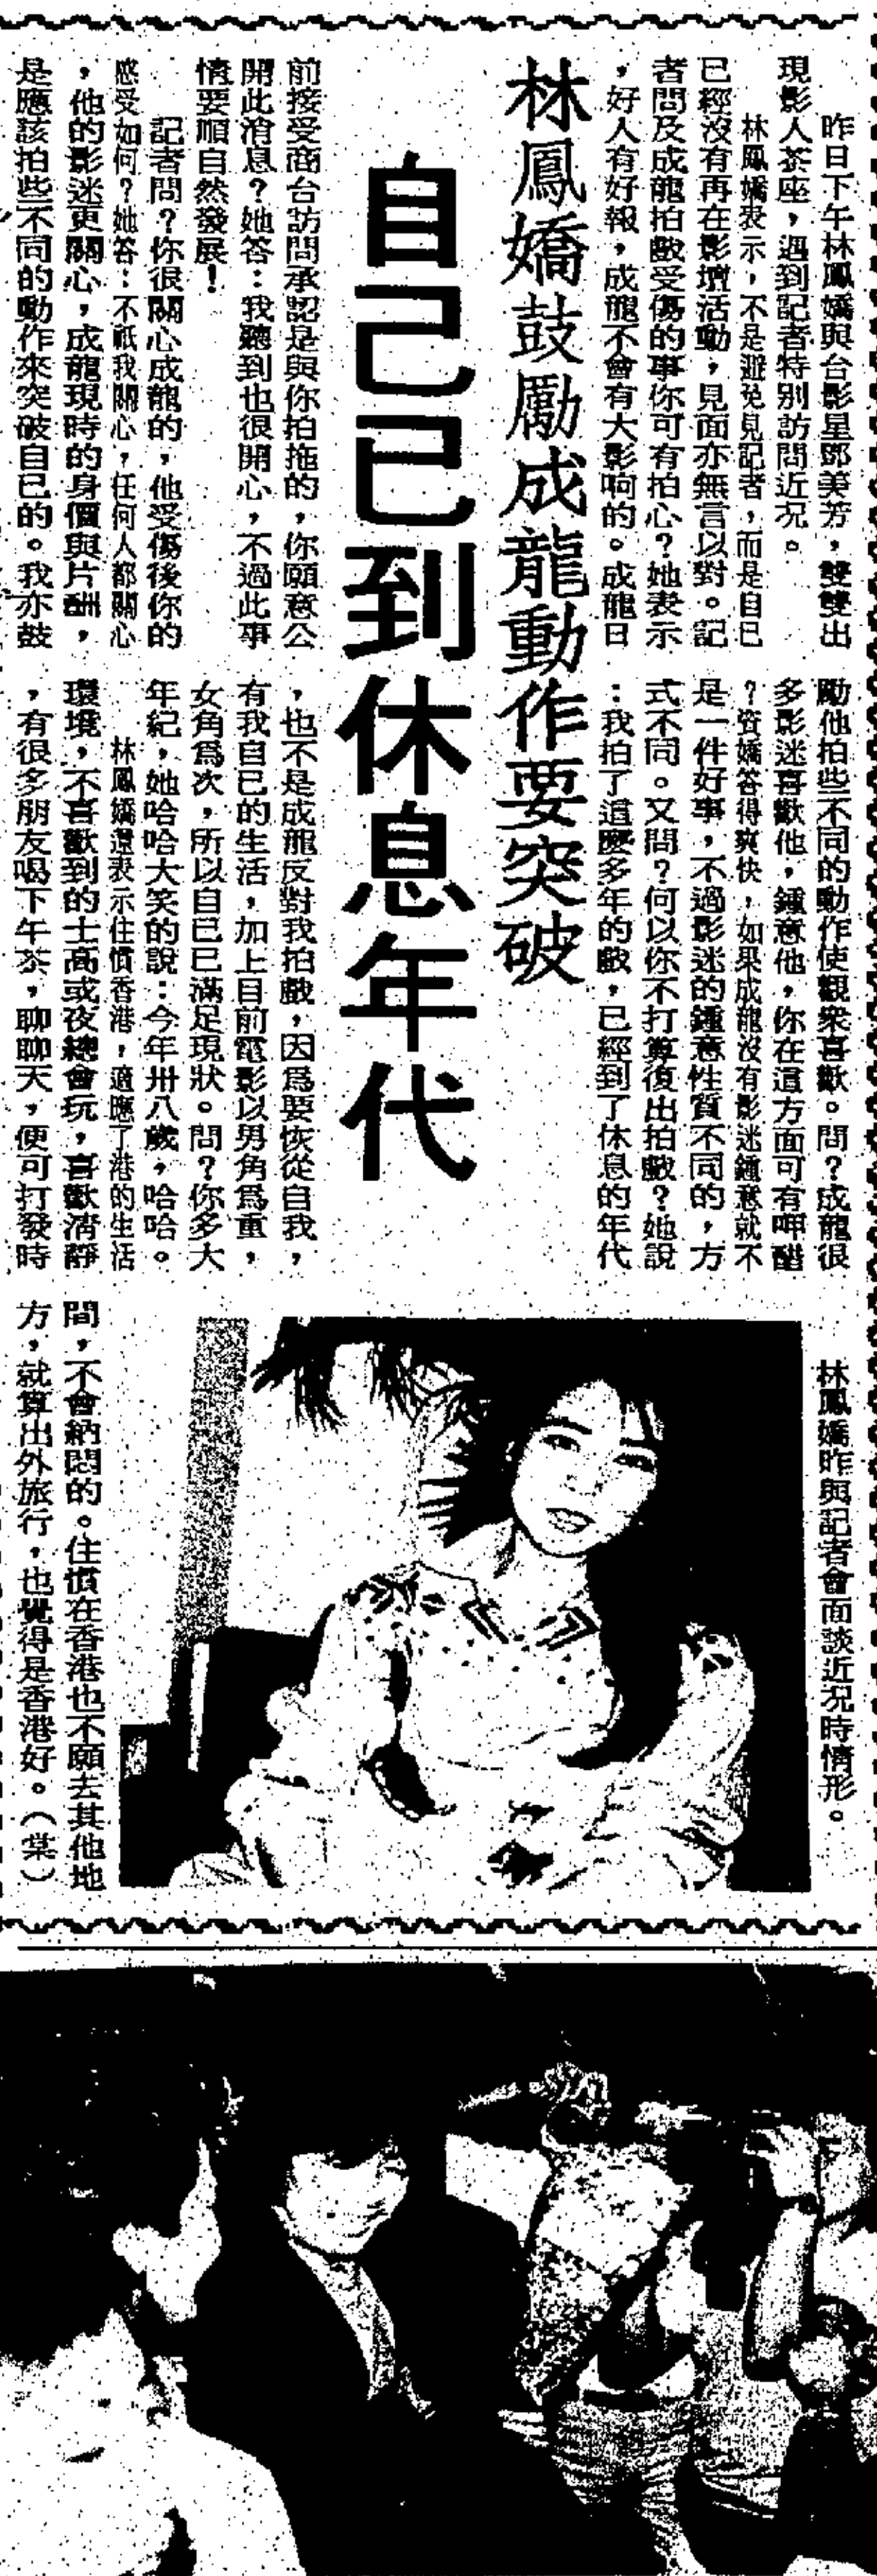 林鳳嬌鼓勵成龍動作要突破
自己已到休息年代
昨日下午林鳳嬌與台影星鄧美芳，雙雙出
現影人茶座，遇到記者特別訪問近況。
林鳳嬌表示，不是避免見記者，而是自己
已經沒有再在影壇活動，見面亦無言以對。記
者問及成龍拍戲受傷的事你可有拍心？她表示
，好人有好報，成龍不會有大影响的。成龍日
前接受商台訪問承認是與你拍拖的，你願意公
開此消息？她答：我聽到也很開心，不過此事
情要順自然發展！
記者問？你很關心成龍的，他受傷後你的
感受如何？她答：不祇我關心，任何人都關心
，他的影迷更關心，成龍現時的身價與片酬，
是應該拍些不同的動作來突破自己的。我亦鼓
勵他拍些不同的動作使觀衆喜歡。問？成龍很
多影迷喜歡他，鍾意他，你在這方面可有呷醋
？嬌答得爽快，如果成龍沒有影迷鍾意就不
是一件好事，不過影迷的鍾意性質不同的，方
式不同。又問？何以你不打算復出拍戲？她說
：我拍了這麼多年的戲，已經到了休息的年代
，也不是成龍反對我拍戲，因爲要恢從自我，
有我自己的生活，加上目前電影以男角爲重，
女角爲次，所以自己已滿足現狀。問？你多大
年紀，她哈哈大笑的說：今年卅八歲，哈哈。
林鳳嬌還表示住慣香港，適應了港的生活
環境，不喜歡到的士高或夜總會玩，喜歡清靜
，有很多朋友喝下午茶，聊聊天，便可打發時
間，不會納悶的。住慣在香港也不願去其他地
方，就算出外旅行，也覺得是香港好。（棠）
林鳳嬌昨與記者會面談近況時情形。